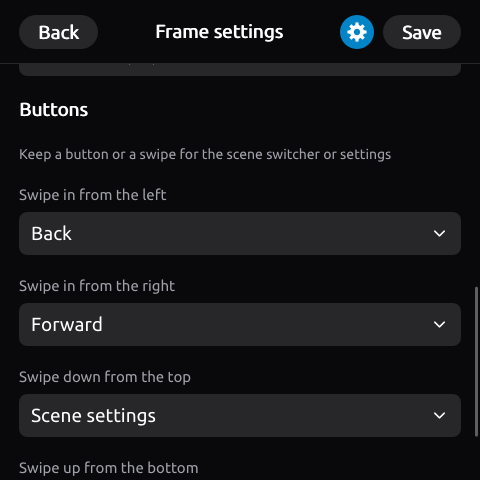 Back
Frame settings
Save
Buttons
Keep a button or a swipe for the scene switcher or settings
Swipe in from the left
Back
Swipe in from the right
Forward
Swipe down from the top
Scene settings
Swipe up from the bottom